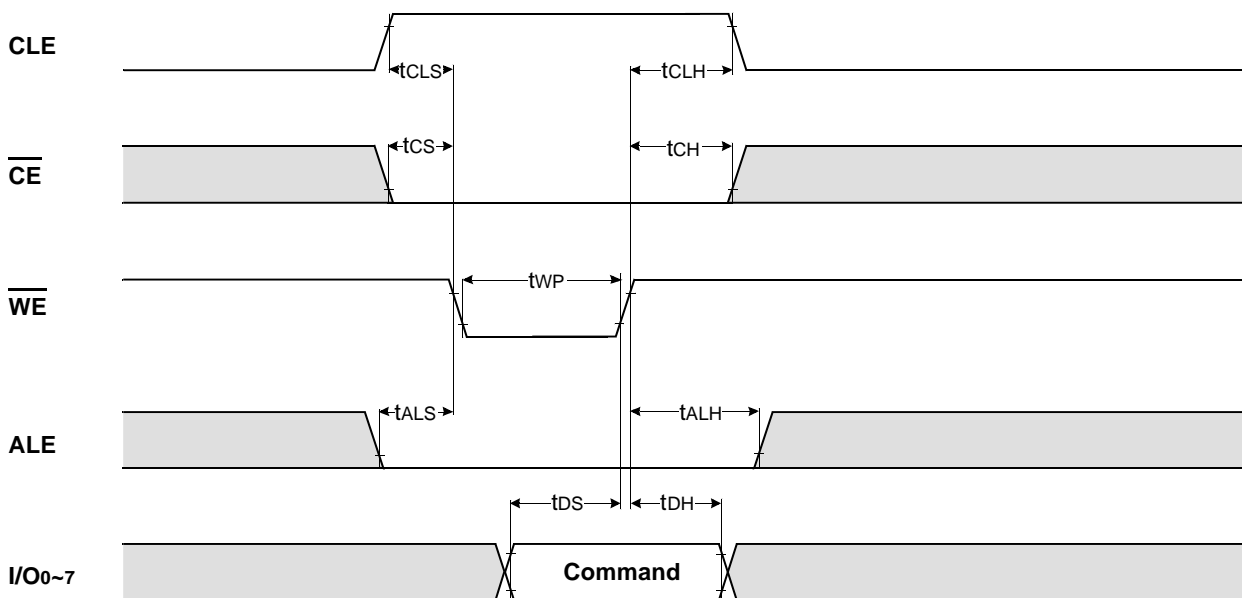 CLE
tCLS
tCLH
CE
tCS
tCH
WE
tWP
ALE
tALS
tALH
tDS
tDH
I/O0~7
Command